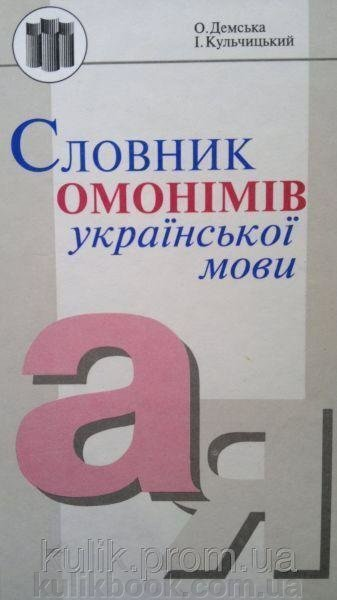 О. Демська
І. Кульчицький
СЛОВНИК
ОМОНІМІВ
української
мови
а
я
kulik.prom.ua
kulikbook.com.ua